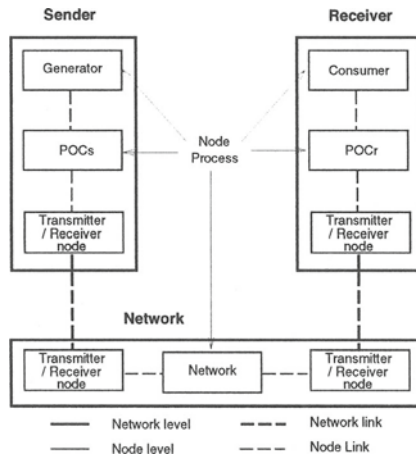 Sender
Receiver
Generator
Consumer
Node
Process
POCs
POCr
Transmitter
/ Receiver
node
Transmitter
/ Receiver
node
Network
Transmitter
/ Receiver
node
Network
Transmitter
/ Receiver
node
Network level
Network link
Node level
Node Link